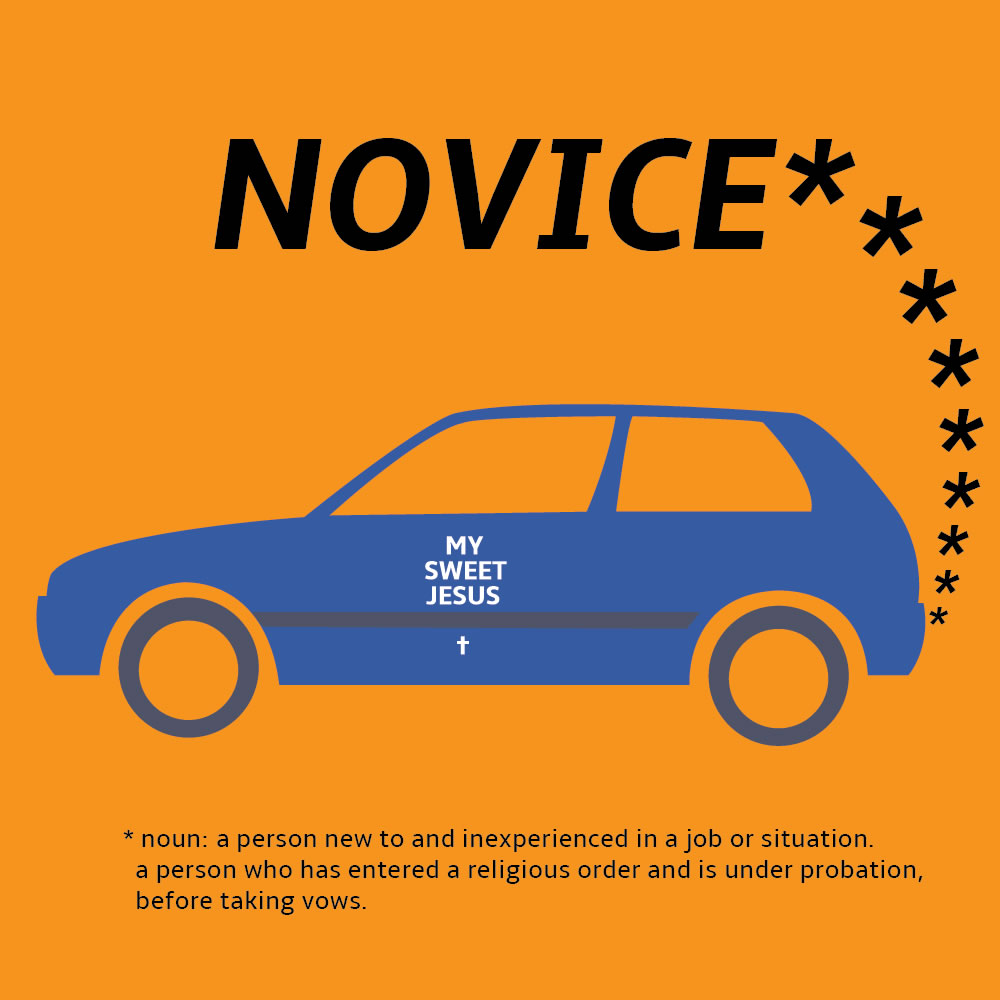 NOVICE*********
MY
SWEET
JESUS
✝
* noun: a person new to and inexperienced in a job or situation.
a person who has entered a religious order and is under probation,
before taking vows.